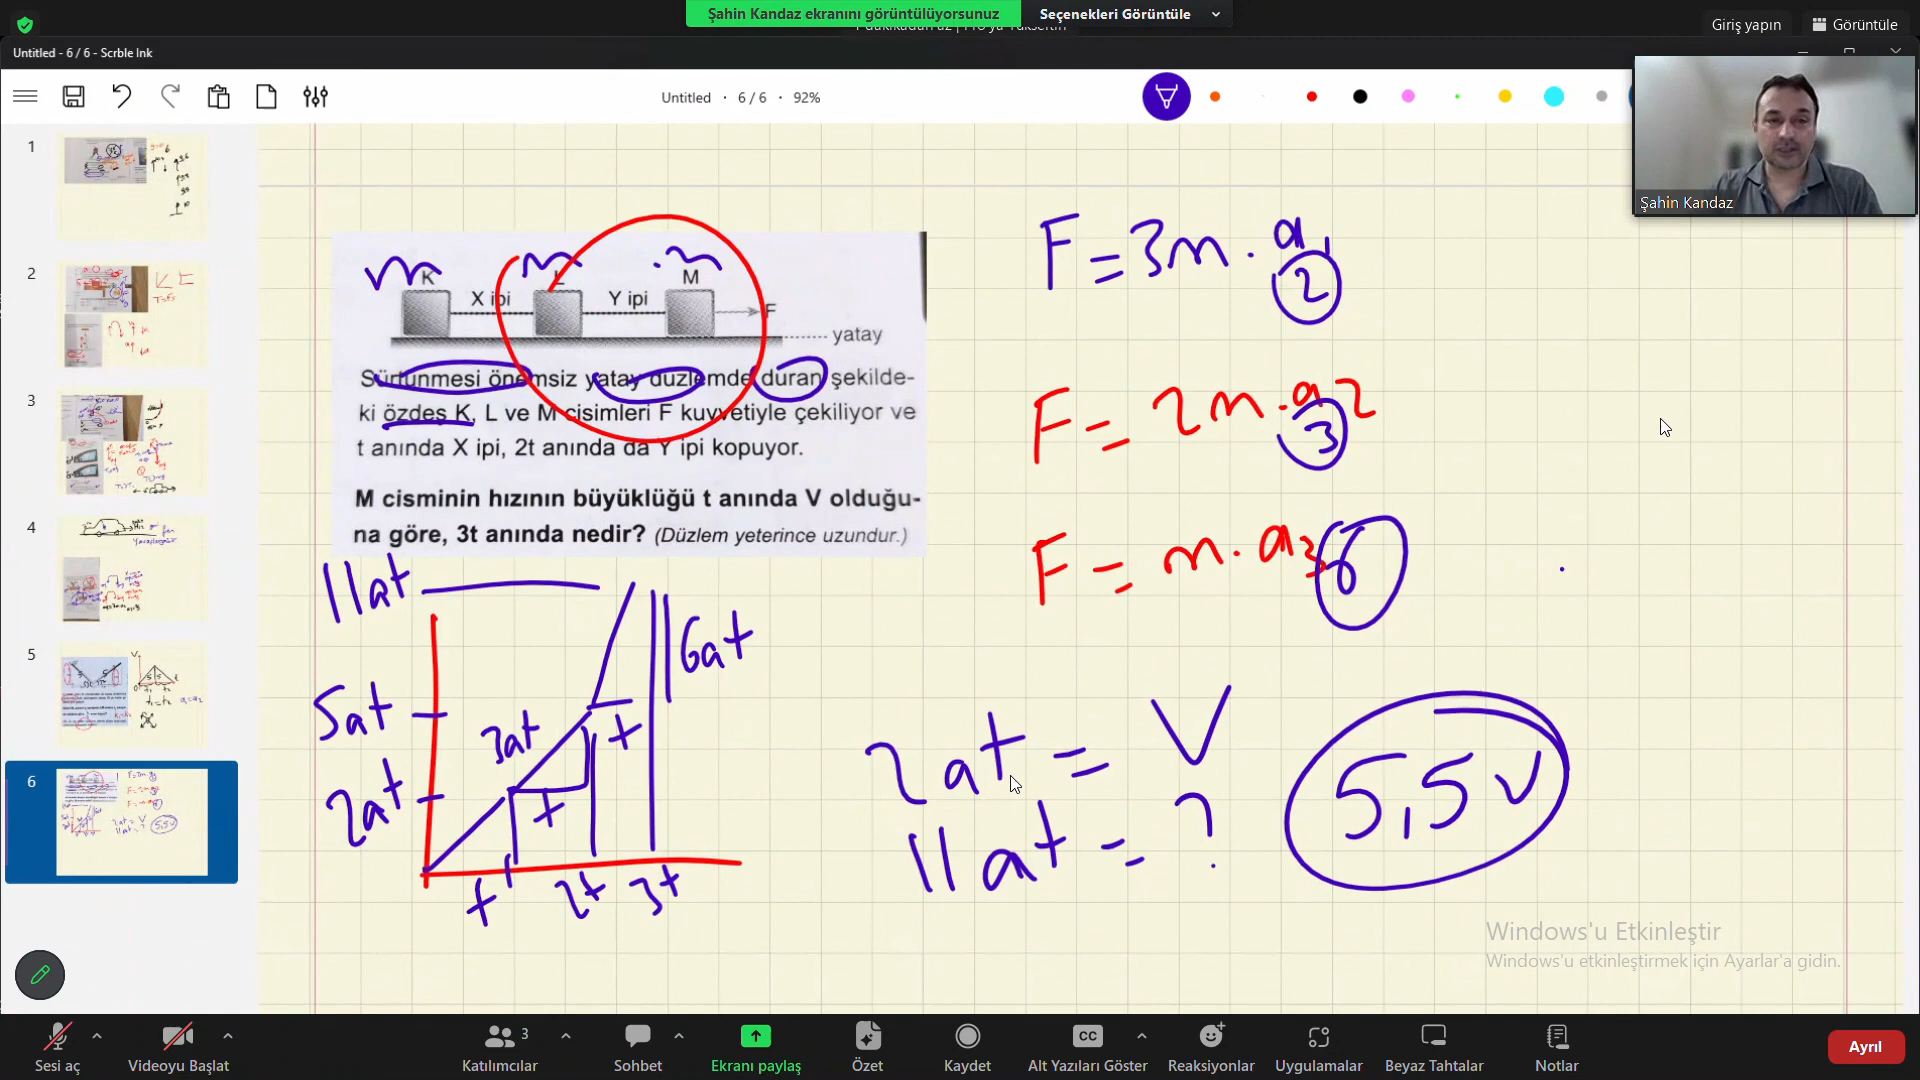 Şahin Kandaz ekranını görüntülüyorsunuz
Seçenekleri Görüntüle
Giriş yapın
Görüntüle
Untitled - 6 / 6 - Scrble Ink
Untitled · 6 / 6 · 92%
Şahin Kandaz
1
2
3
4
5
6
m m m
K L M
X ipi Y ipi F
yatay
Sürtünmesi önemsiz yatay düzlemde duran şekilde-
ki özdeş K, L ve M cisimleri F kuvvetiyle çekiliyor ve
t anında X ipi, 2t anında da Y ipi kopuyor.
M cisminin hızının büyüklüğü t anında V olduğu-
na göre, 3t anında nedir? (Düzlem yeterince uzundur.)
F = 3m · a1
2
F = 2m · a2
3
F = m · a3
6
11at
6at
5at
3at
t
2at
t
t 2t 3t
2at = V
11at = ?
5,5V
Windows'u Etkinleştir
Windows'u etkinleştirmek için Ayarlar'a gidin.
Sesi aç
Videoyu Başlat
Katılımcılar 3
Sohbet
Ekranı paylaş
Özet
Kaydet
CC
Alt Yazıları Göster
Reaksiyonlar
Uygulamalar
Beyaz Tahtalar
Notlar
Ayrıl